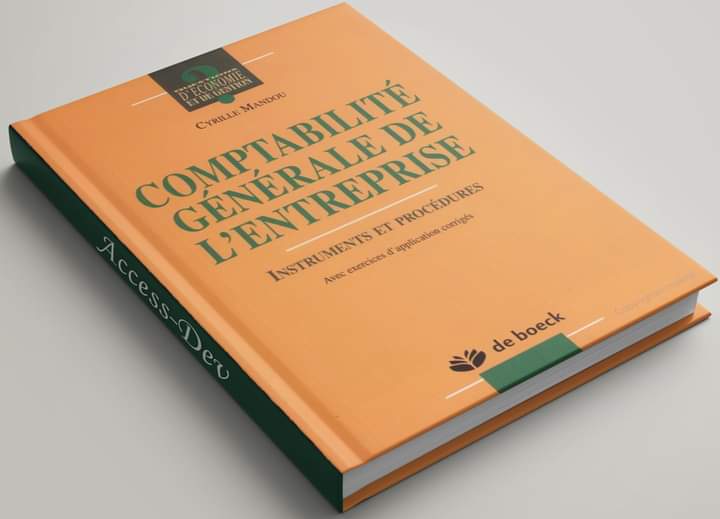 D'ÉCONOMIE
ET DE GESTION
CYRILLE MANDOU
COMPTABILITÉ
GÉNÉRALE DE
L'ENTREPRISE
INSTRUMENTS ET PROCÉDURES
Avec exercices d'application corrigés
de boeck
Access-Dev